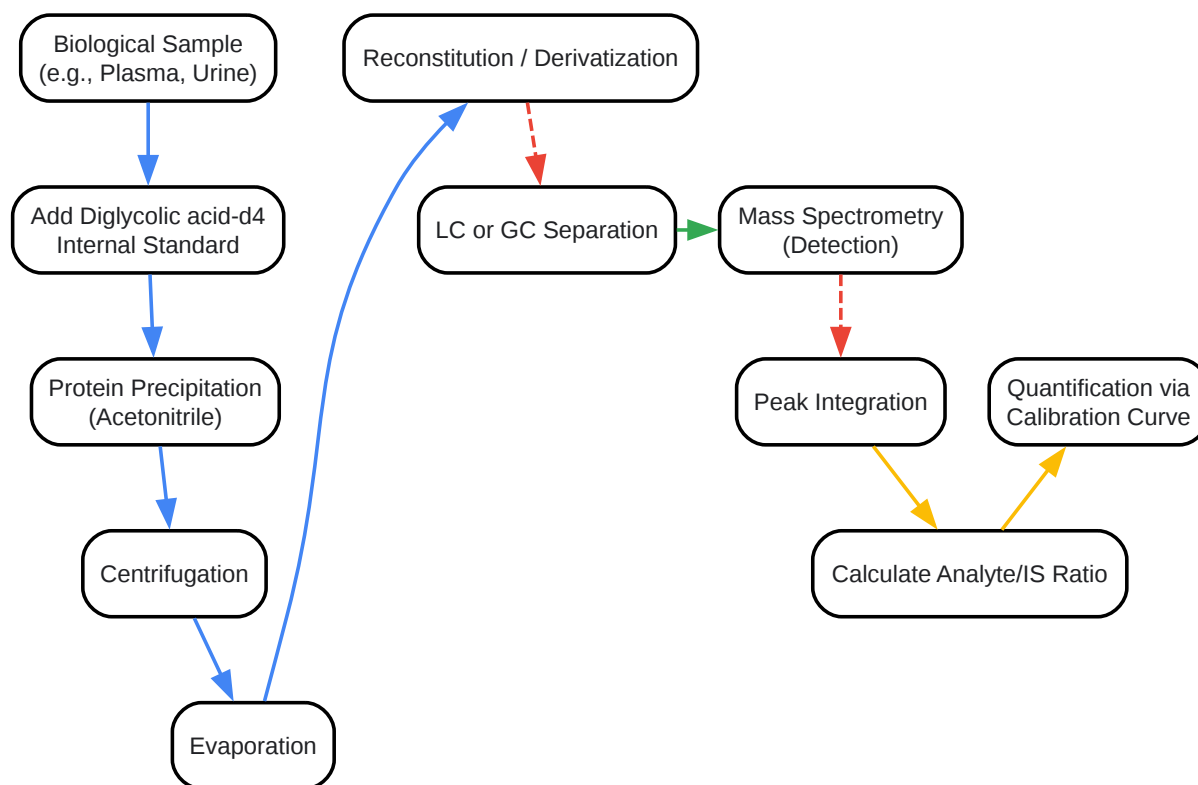 Biological Sample
(e.g., Plasma, Urine)
Add Diglycolic acid-d4
Internal Standard
Protein Precipitation
(Acetonitrile)
Centrifugation
Evaporation
Reconstitution / Derivatization
LC or GC Separation
Mass Spectrometry
(Detection)
Peak Integration
Calculate Analyte/IS Ratio
Quantification via
Calibration Curve